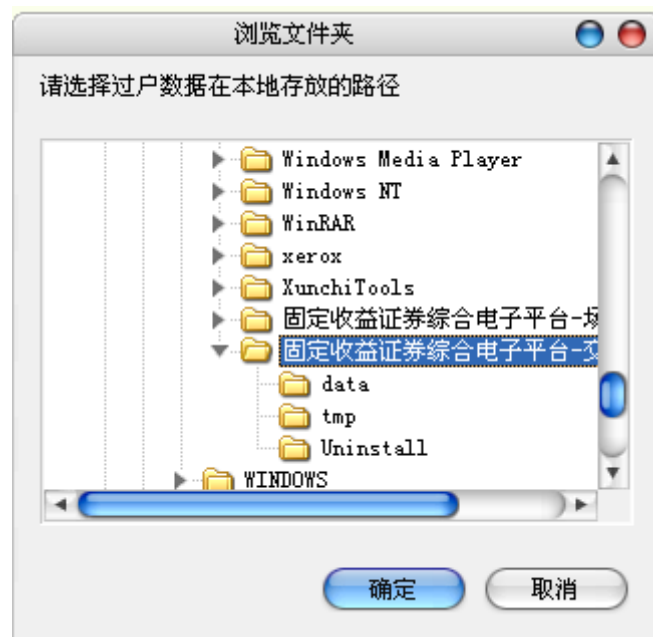 浏览文件夹
请选择过户数据在本地存放的路径
Windows Media Player
Windows NT
WinRAR
xerox
XunchiTools
固定收益证券综合电子平台-场
固定收益证券综合电子平台-交
data
tmp
Uninstall
WINDOWS
确定 取消